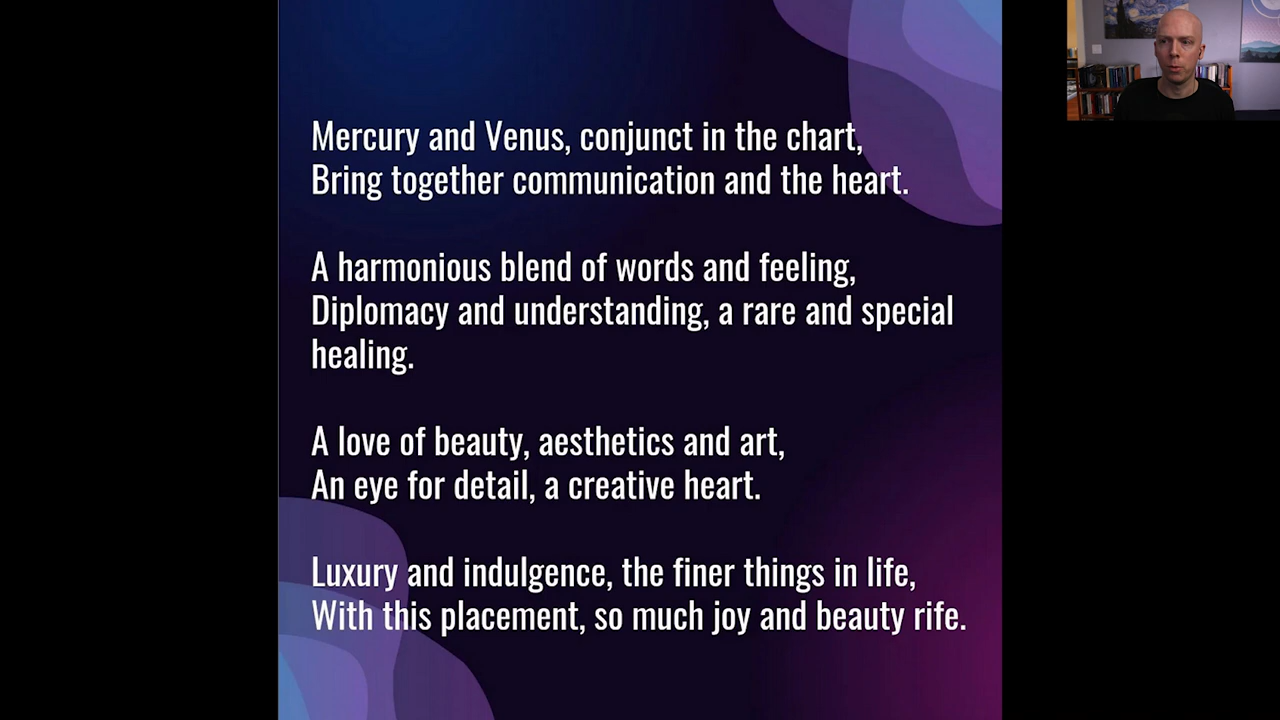 Mercury and Venus, conjunct in the chart,
Bring together communication and the heart.
A harmonious blend of words and feeling,
Diplomacy and understanding, a rare and special
healing.
A love of beauty, aesthetics and art,
An eye for detail, a creative heart.
Luxury and indulgence, the finer things in life,
With this placement, so much joy and beauty rife.